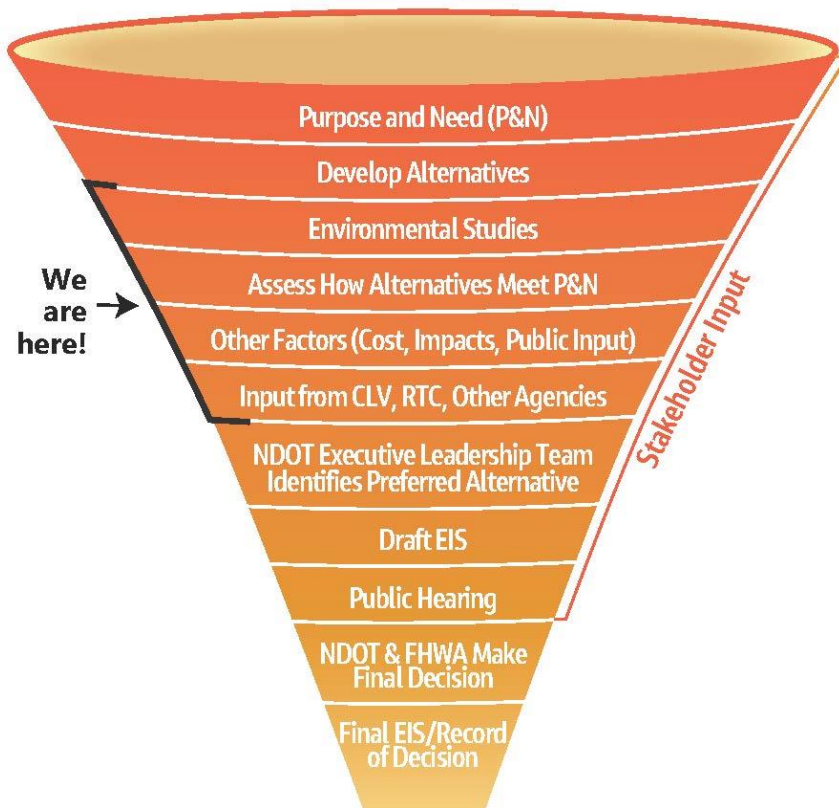 Purpose and Need (P&N)
Develop Alternatives
Environmental Studies
Assess How Alternatives Meet P&N
Other Factors (Cost, Impacts, Public Input)
Input from CLV, RTC, Other Agencies
NDOT Executive Leadership Team
Identifies Preferred Alternative
Draft EIS
Public Hearing
NDOT & FHWA Make
Final Decision
Final EIS/Record
of Decision
We
are
here!
Stakeholder Input